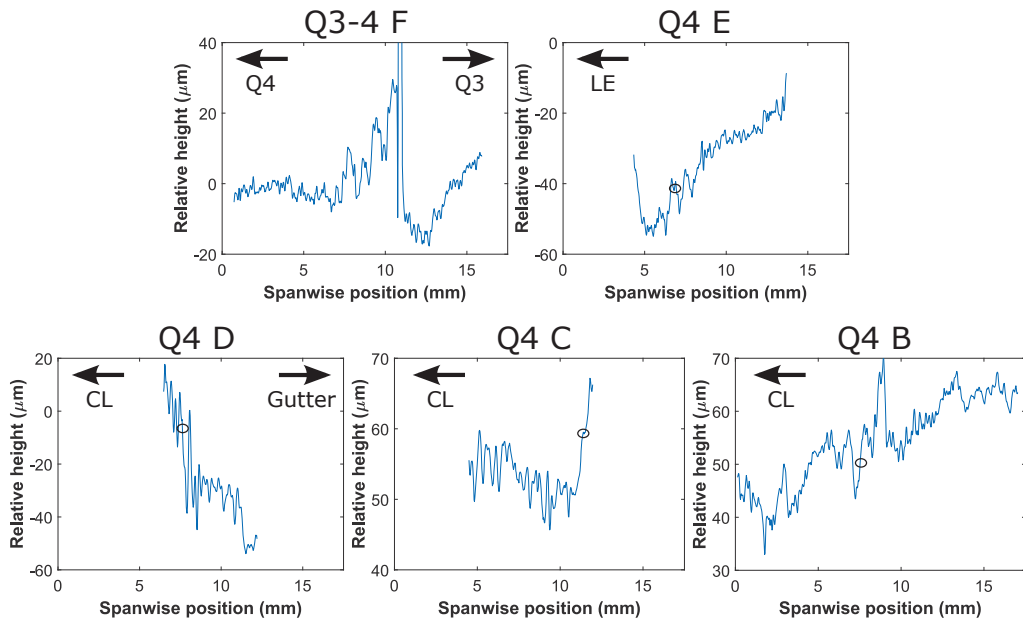 Q3-4 F
Q4 E
40
20
0
-20
0
5
10
15
Relative height (μm)
Spanwise position (mm)
Q4
Q3
0
-20
-40
-60
0
5
10
15
Relative height (μm)
Spanwise position (mm)
LE
Q4 D
Q4 C
Q4 B
20
0
-20
-40
-60
0
5
10
15
Relative height (μm)
Spanwise position (mm)
CL
Gutter
70
60
50
40
0
5
10
15
Relative height (μm)
Spanwise position (mm)
CL
70
60
50
40
30
0
5
10
15
Relative height (μm)
Spanwise position (mm)
CL